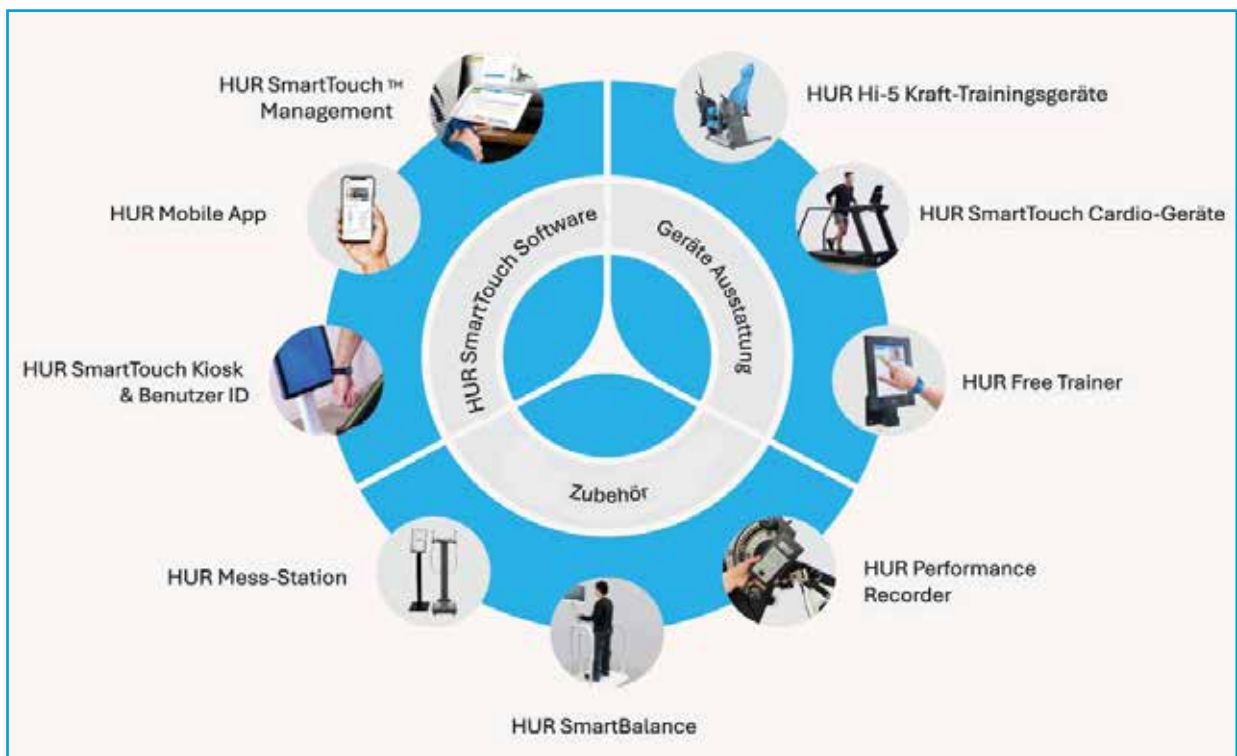 HUR SmartTouch™
Management
HUR Hi-5 Kraft-Trainingsgeräte
HUR Mobile App
HUR SmartTouch Cardio-Geräte
HUR SmartTouch Software
Geräte Ausstattung
HUR SmartTouch Kiosk
& Benutzer ID
HUR Free Trainer
Zubehör
HUR Mess-Station
HUR Performance
Recorder
HUR SmartBalance